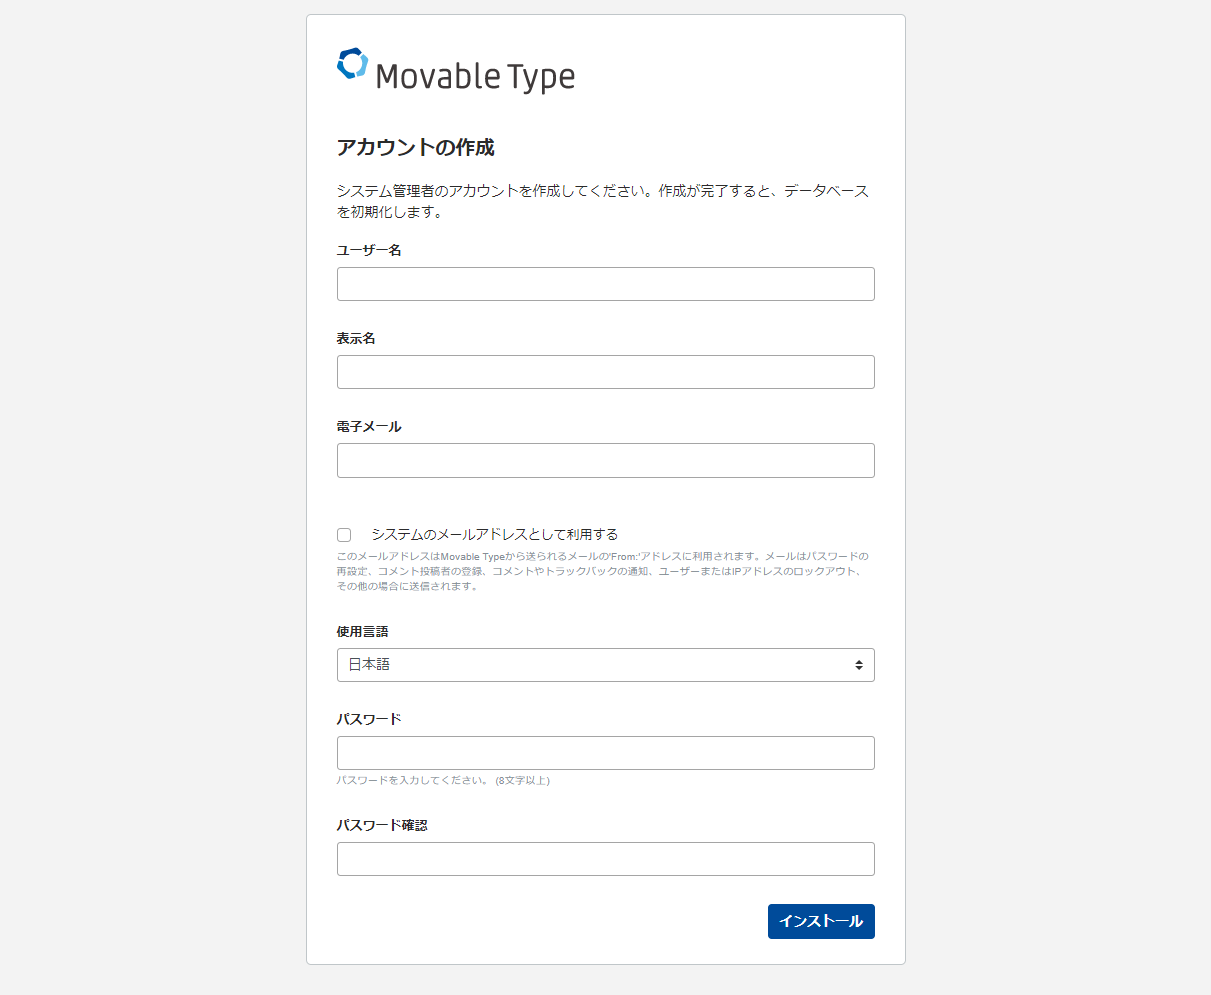 Movable Type
アカウントの作成
システム管理者のアカウントを作成してください。作成が完了すると、データベース
を初期化します。
ユーザー名
表示名
電子メール
システムのメールアドレスとして利用する
このメールアドレスはMovable Typeから送られるメールの'From:'アドレスに利用されます。メールはパスワードの
再設定、コメント投稿者の登録、コメントやトラックバックの通知、ユーザーまたはIPアドレスのロックアウト、
その他の場合に送信されます。
使用言語
日本語
パスワード
パスワードを入力してください。 (8文字以上)
パスワード確認
インストール